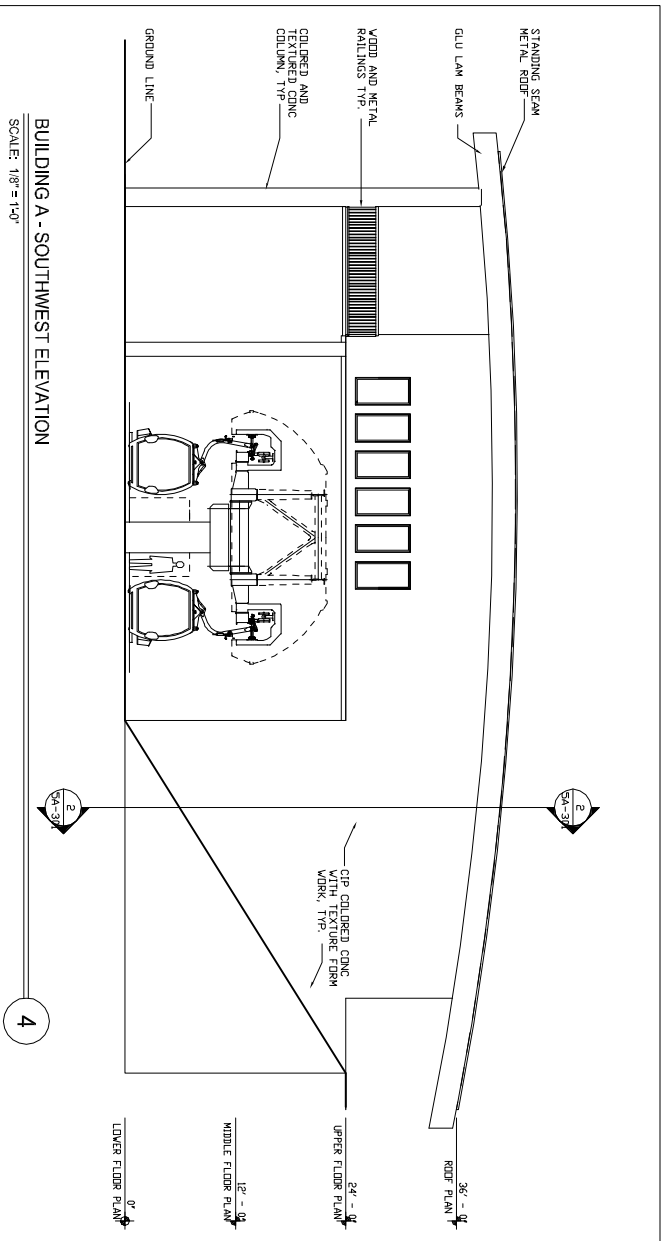 STANDING SEAM
METAL ROOF
GLU LAM BEAMS
WOOD AND METAL
RAILINGS TYP.
COLORED AND
TEXTURED CONC
COLUMN, TYP
GROUND LINE
CIP COLORED CONC
WITH TEXTURE FORM
WORK, TYP.
2
5A-301
2
5A-301
36' - 0"
ROOF PLAN
24' - 0"
UPPER FLOOR PLAN
12' - 0"
MIDDLE FLOOR PLAN
0"
LOWER FLOOR PLAN
BUILDING A - SOUTHWEST ELEVATION
SCALE: 1/8" = 1'-0"
4